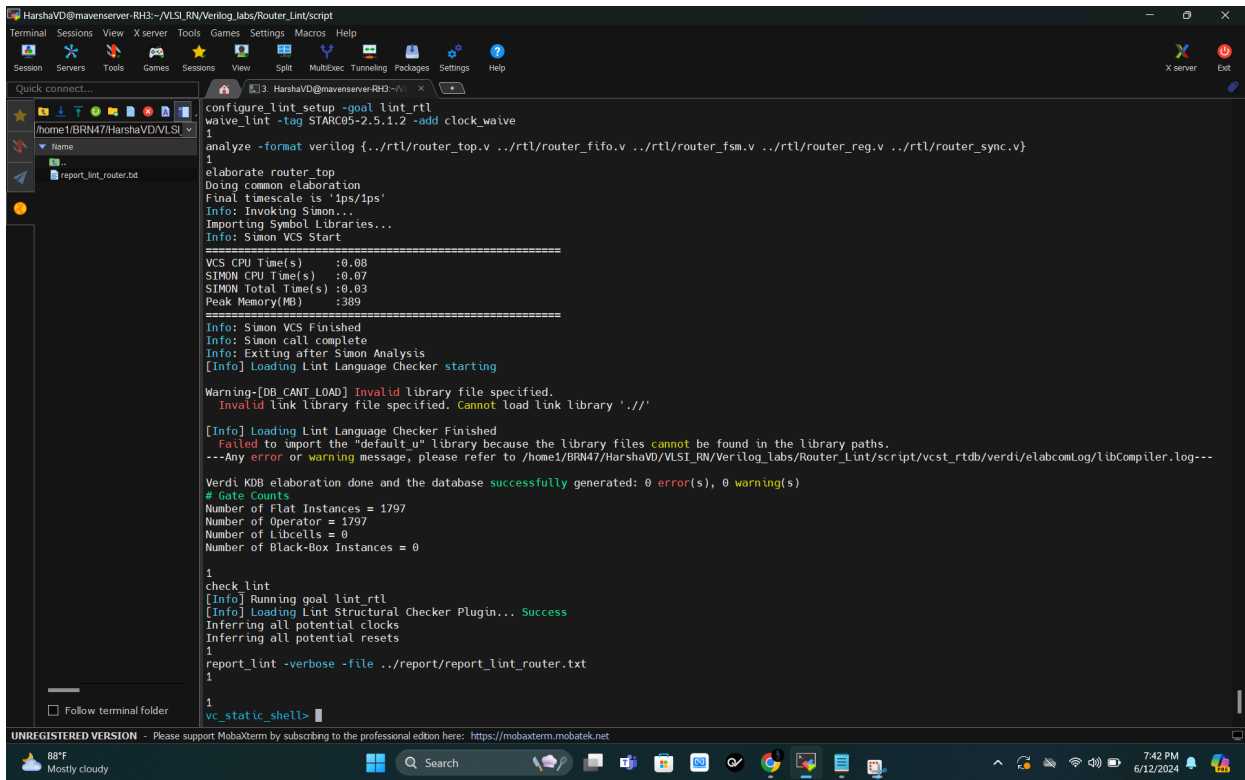 HarshaVD@mavenserver-RH3:~/VLSI_RN/Verilog_labs/Router_Lint/script
Terminal Sessions View X server Tools Games Settings Macros Help
Session Servers Tools Games Sessions View Split MultiExec Tunneling Packages Settings Help X server Exit
Quick connect...
3. HarshaVD@mavenserver-RH3:~/VL
/home1/BRN47/HarshaVD/VLSI_
Name
..
report_lint_router.txt
configure_lint_setup -goal lint_rtl
waive_lint -tag STARC05-2.5.1.2 -add clock_waive
1
analyze -format verilog {../rtl/router_top.v ../rtl/router_fifo.v ../rtl/router_fsm.v ../rtl/router_reg.v ../rtl/router_sync.v}
1
elaborate router_top
Doing common elaboration
Final timescale is '1ps/1ps'
Info: Invoking Simon...
Importing Symbol Libraries...
Info: Simon VCS Start
=======================================================
VCS CPU Time(s)     :0.08
SIMON CPU Time(s)   :0.07
SIMON Total Time(s) :0.03
Peak Memory(MB)     :389
=======================================================
Info: Simon VCS Finished
Info: Simon call complete
Info: Exiting after Simon Analysis
[Info] Loading Lint Language Checker starting
Warning-[DB_CANT_LOAD] Invalid library file specified.
Invalid link library file specified. Cannot load link library './/'
[Info] Loading Lint Language Checker Finished
Failed to import the "default_u" library because the library files cannot be found in the library paths.
---Any error or warning message, please refer to /home1/BRN47/HarshaVD/VLSI_RN/Verilog_labs/Router_Lint/script/vcst_rtdb/verdi/elabcomLog/libCompiler.log---
Verdi KDB elaboration done and the database successfully generated: 0 error(s), 0 warning(s)
# Gate Counts
Number of Flat Instances = 1797
Number of Operator = 1797
Number of Libcells = 0
Number of Black-Box Instances = 0
1
check_lint
[Info] Running goal lint_rtl
[Info] Loading Lint Structural Checker Plugin... Success
Inferring all potential clocks
Inferring all potential resets
1
report_lint -verbose -file ../report/report_lint_router.txt
1
1
vc_static_shell>
Follow terminal folder
UNREGISTERED VERSION - Please support MobaXterm by subscribing to the professional edition here: https://mobaxterm.mobatek.net
88°F
Mostly cloudy
Search
7:42 PM
6/12/2024